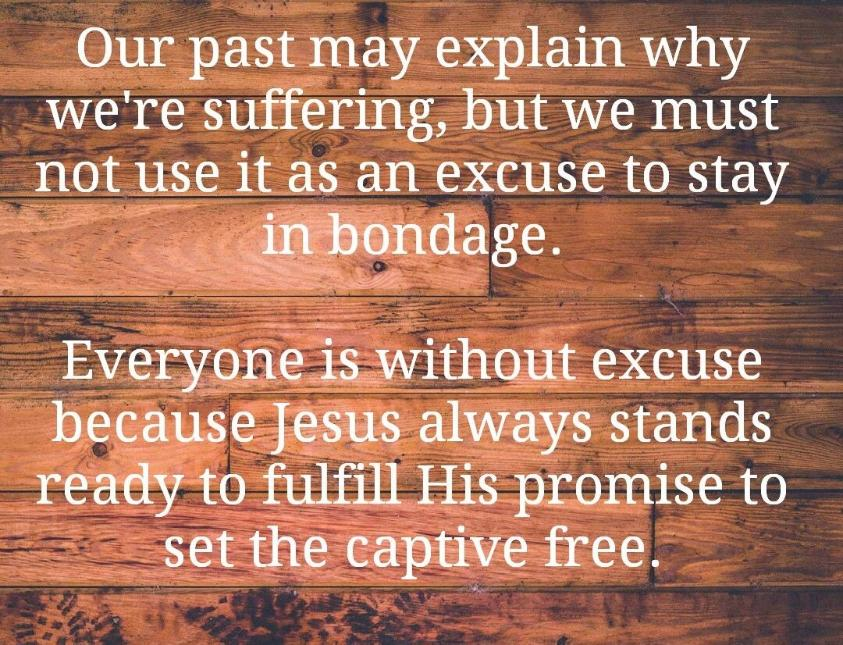 Our past may explain why
we're suffering, but we must
not use it as an excuse to stay
in bondage.
Everyone is without excuse
because Jesus always stands
ready to fulfill His promise to
set the captive free.